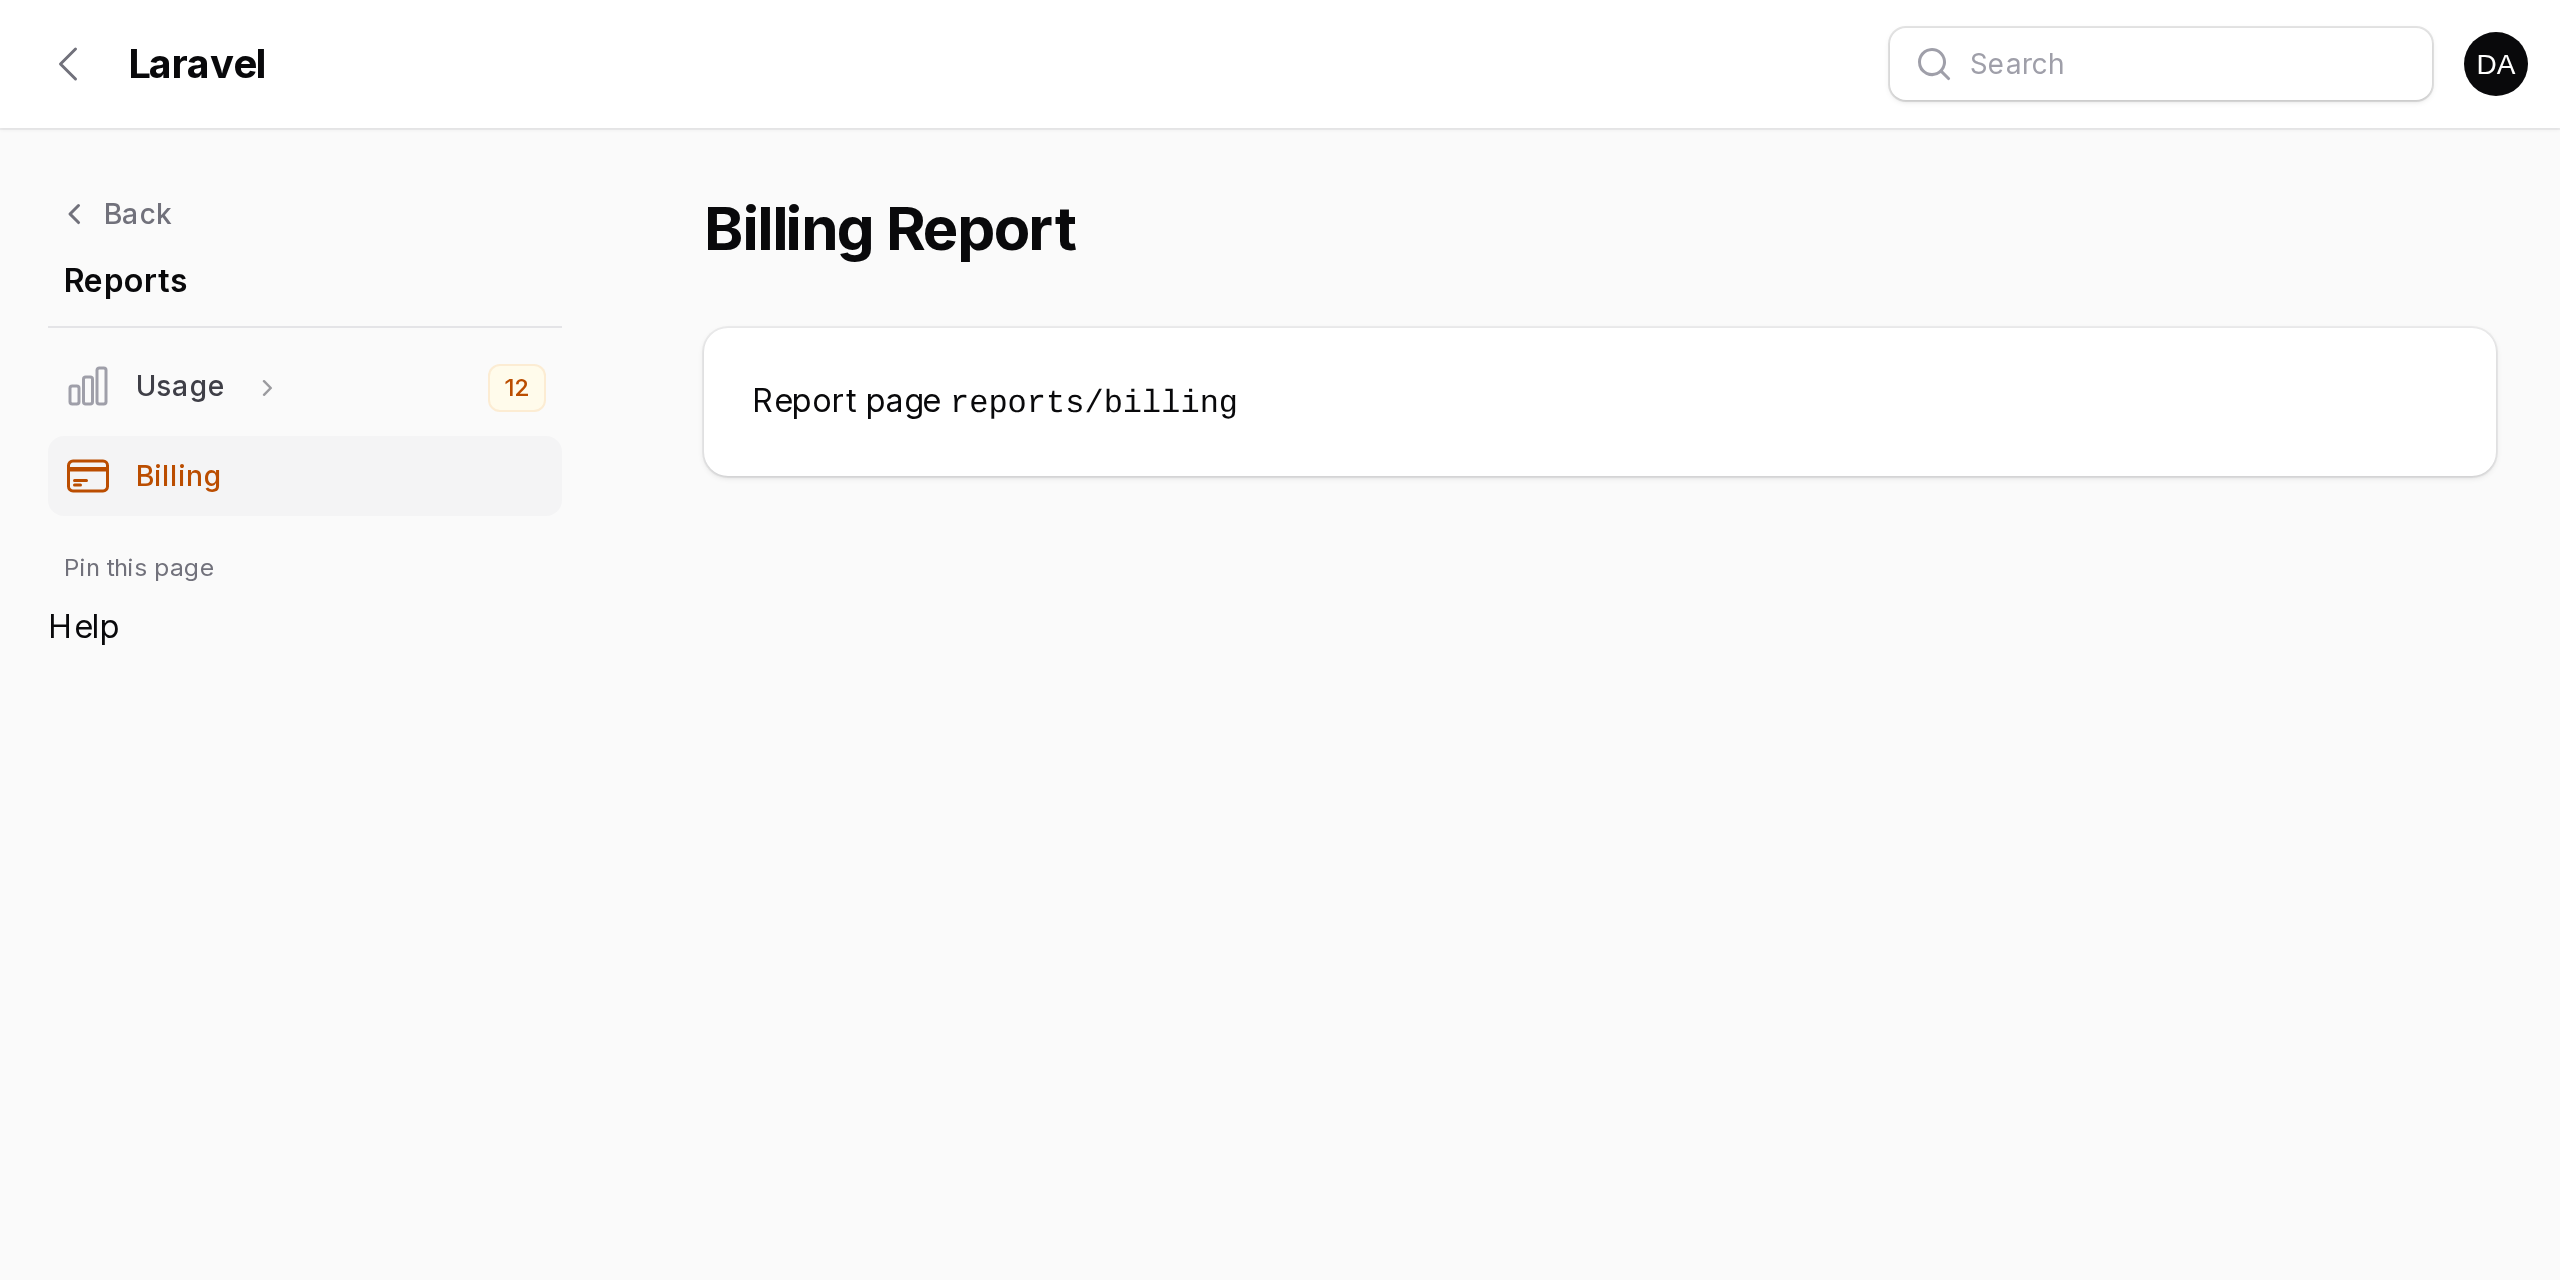 Laravel
Search
DA
Back
Reports
Usage
12
Billing
Pin this page
Help
Billing Report
Report page reports/billing